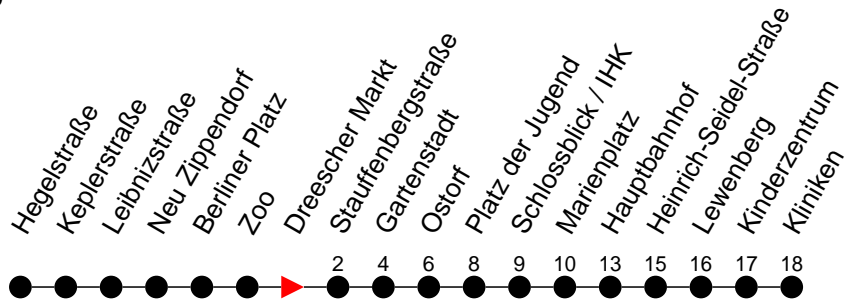 Hegelstraße
Keplerstraße
Leibnizstraße
Neu Zippendorf
Berliner Platz
Zoo
Dreescher Markt
Stauffenbergstraße
Gartenstadt
Ostorf
Platz der Jugend
Schlossblick / IHK
Marienplatz
Hauptbahnhof
Heinrich-Seidel-Straße
Lewenberg
Kinderzentrum
Kliniken
2 4 6 8 9 10 13 15 16 17 18